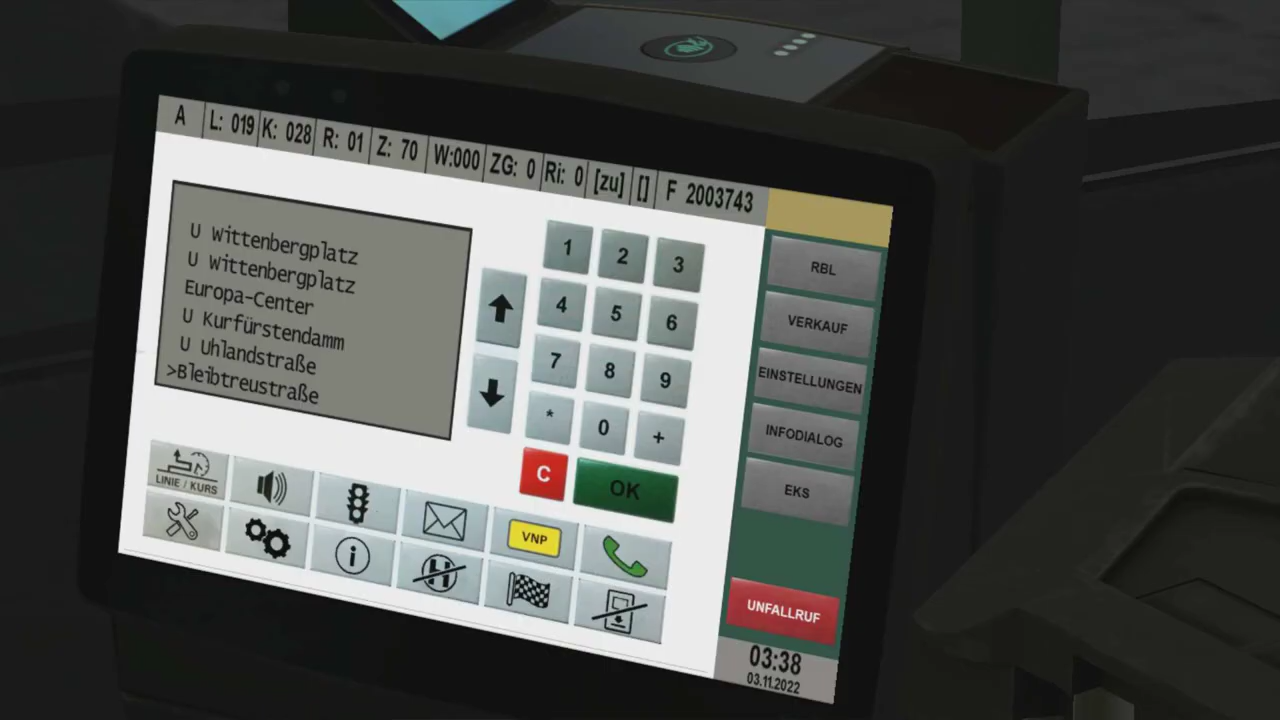 A L: 019 K: 028 R: 01 Z: 70 W:000 ZG: 0 Ri: 0 [zu] [] F 2003743
U Wittenbergplatz
U Wittenbergplatz
Europa-Center
U Kurfürstendamm
U Uhlandstraße
>Bleibtreustraße
1 2 3
4 5 6
7 8 9
* 0 +
C OK
LINIE / KURS
VNP
i
H
RBL
VERKAUF
EINSTELLUNGEN
INFODIALOG
EKS
UNFALLRUF
03:38
03.11.2022